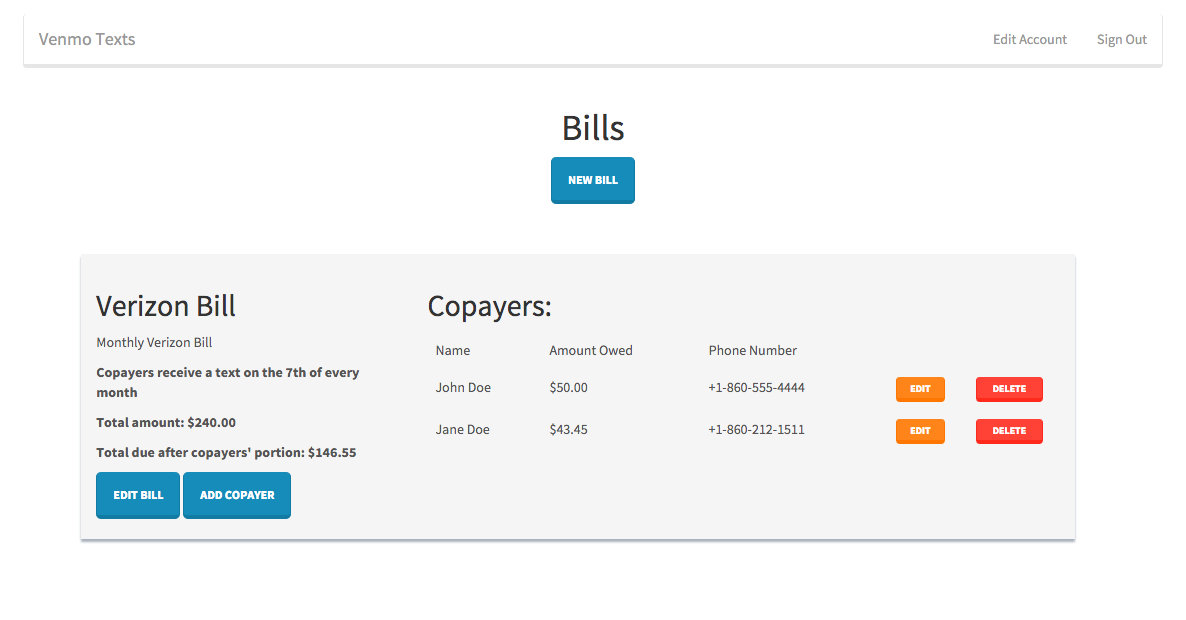 Venmo Texts Edit Account Sign Out
Bills
NEW BILL
Verizon Bill
Monthly Verizon Bill
Copayers receive a text on the 7th of every
month
Total amount: $240.00
Total due after copayers' portion: $146.55
EDIT BILL ADD COPAYER
Copayers:
Name Amount Owed Phone Number
John Doe $50.00 +1-860-555-4444 EDIT DELETE
Jane Doe $43.45 +1-860-212-1511 EDIT DELETE